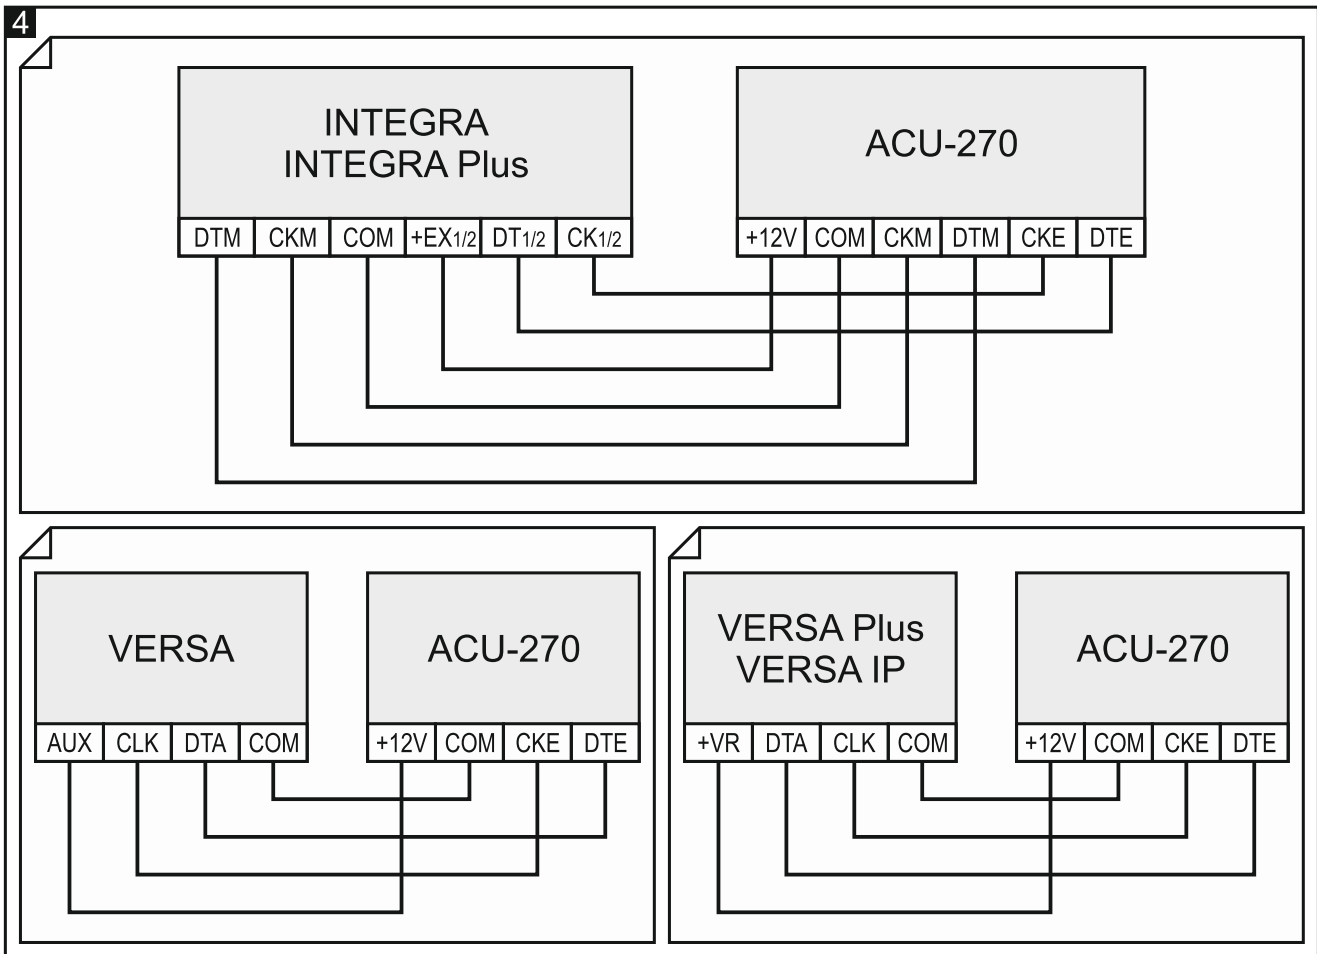 4
INTEGRA
INTEGRA Plus
DTM CKM COM +EX1/2 DT1/2 CK1/2
ACU-270
+12V COM CKM DTM CKE DTE
VERSA
AUX CLK DTA COM
ACU-270
+12V COM CKE DTE
VERSA Plus
VERSA IP
+VR DTA CLK COM
ACU-270
+12V COM CKE DTE